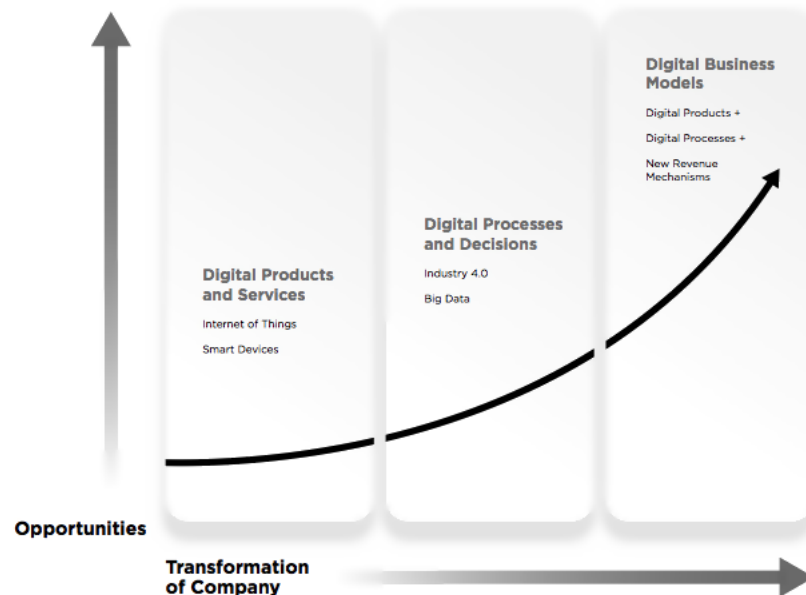 Digital Business
Models
Digital Products +
Digital Processes +
New Revenue
Mechanisms
Digital Processes
and Decisions
Industry 4.0
Big Data
Digital Products
and Services
Internet of Things
Smart Devices
Opportunities
Transformation
of Company